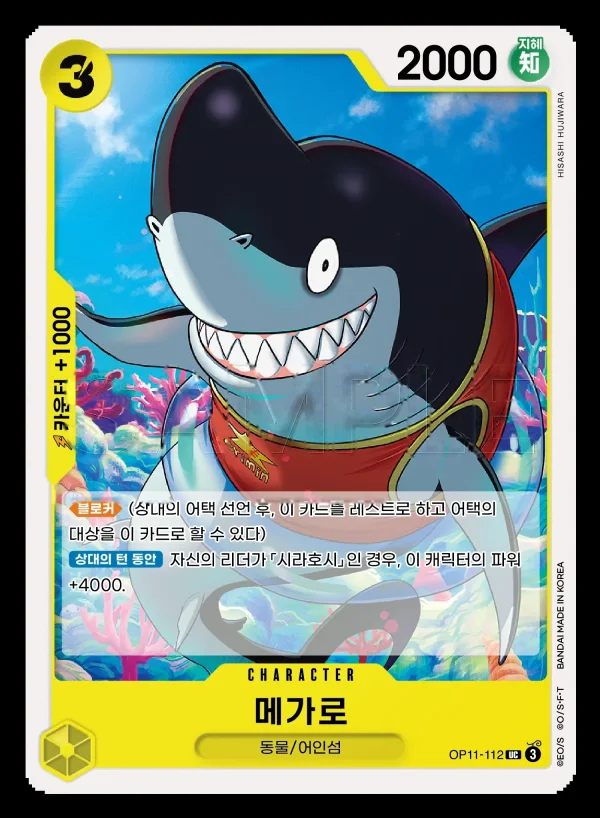 3
2000
지혜
知
HISASHI HUJIWARA
카운터 +1000
SAMPLE
블로커 (상대의 어택 선언 후, 이 카드를 레스트로 하고 어택의
대상을 이 카드로 할 수 있다)
상대의 턴 동안 자신의 리더가 「시라호시」인 경우, 이 캐릭터의 파워
+4000.
CHARACTER
메가로
동물/어인섬
OP11-112 UC 3
BANDAI MADE IN KOREA
©EO/S ©O/S·F·T